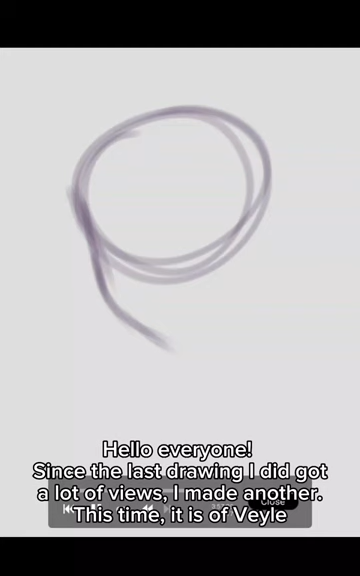 Hello everyone!
Since the last drawing I did got
a lot of views, I made another.
This time, it is of Veyle
Close